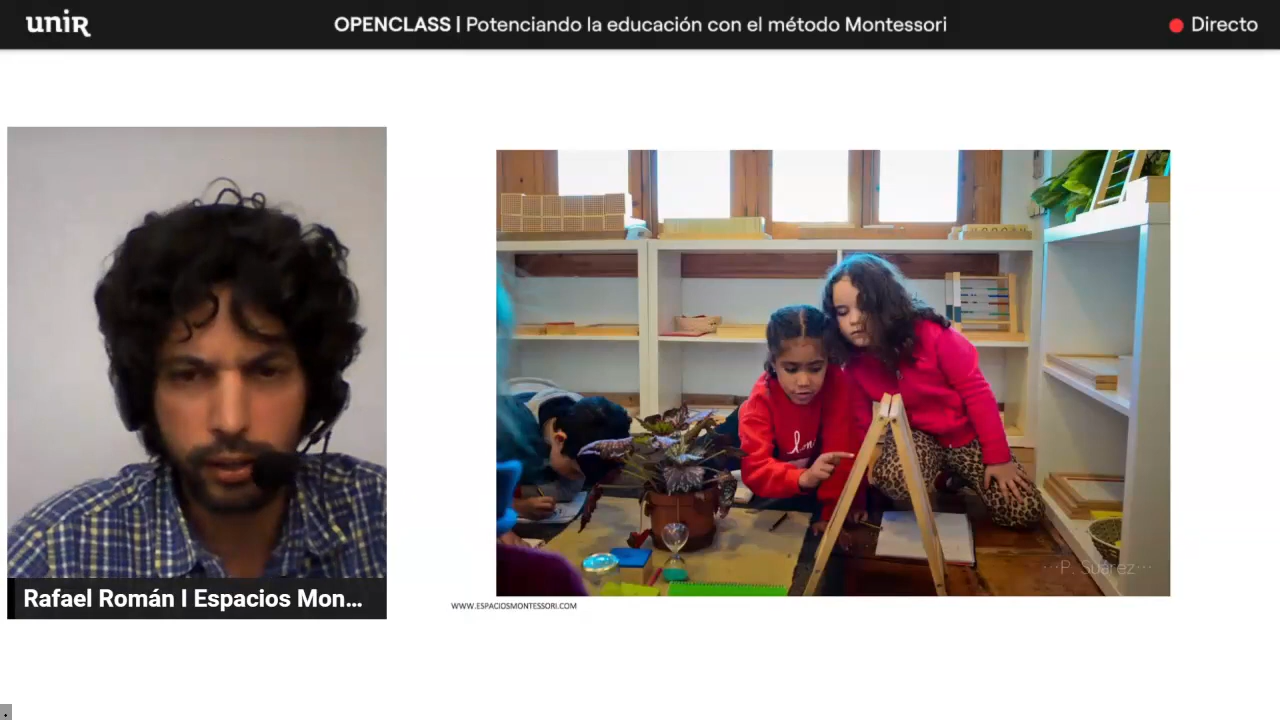 unir
OPENCLASS | Potenciando la educación con el método Montessori
Directo
Rafael Román I Espacios Mon...
···P. Suárez···
WWW.ESPACIOSMONTESSORI.COM